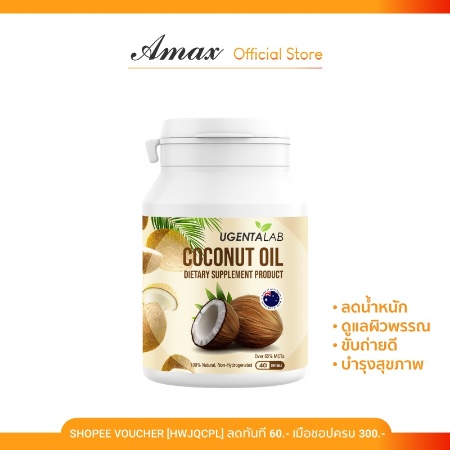 Amax Official Store
UGENTALAB
COCONUT OIL
DIETARY SUPPLEMENT PRODUCT
Over 65% MCTs
100% Natural, Non-Hydrogenated
40
• ลดน้ำหนัก
• ดูแลผิวพรรณ
• ขับถ่ายดี
• บำรุงสุขภาพ
SHOPEE VOUCHER [HWJQCPL] ลดทันที 60.- เมื่อชอปครบ 300.-